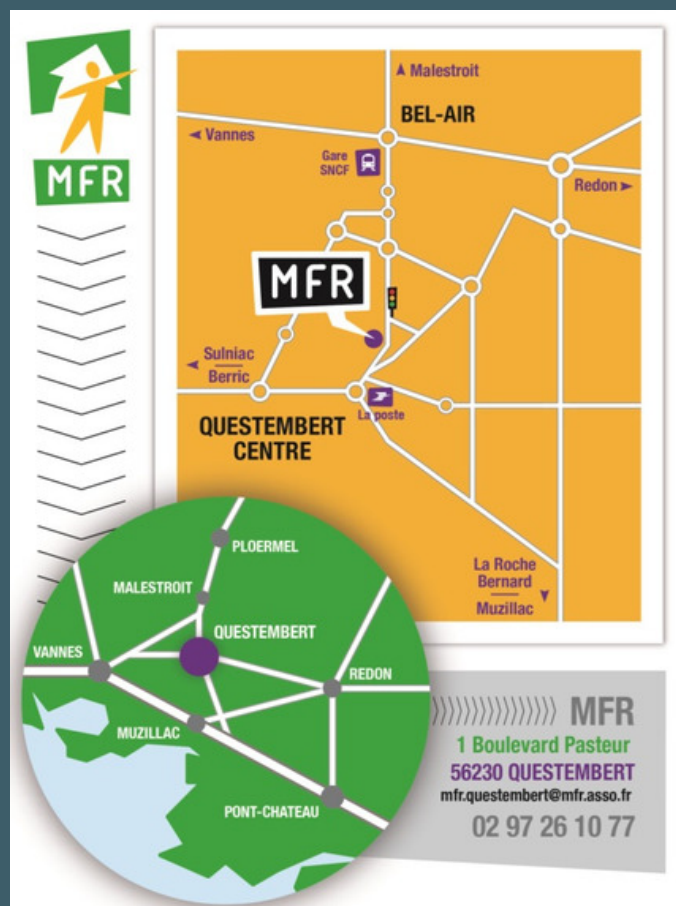 MFR
Malestroit
BEL-AIR
Vannes
Gare
SNCF
Redon
MFR
Sulniac
Berric
La poste
QUESTEMBERT
CENTRE
La Roche
Bernard
Muzillac
PLOERMEL
MALESTROIT
QUESTEMBERT
VANNES
REDON
MUZILLAC
PONT-CHATEAU
MFR
1 Boulevard Pasteur
56230 QUESTEMBERT
mfr.questembert@mfr.asso.fr
02 97 26 10 77